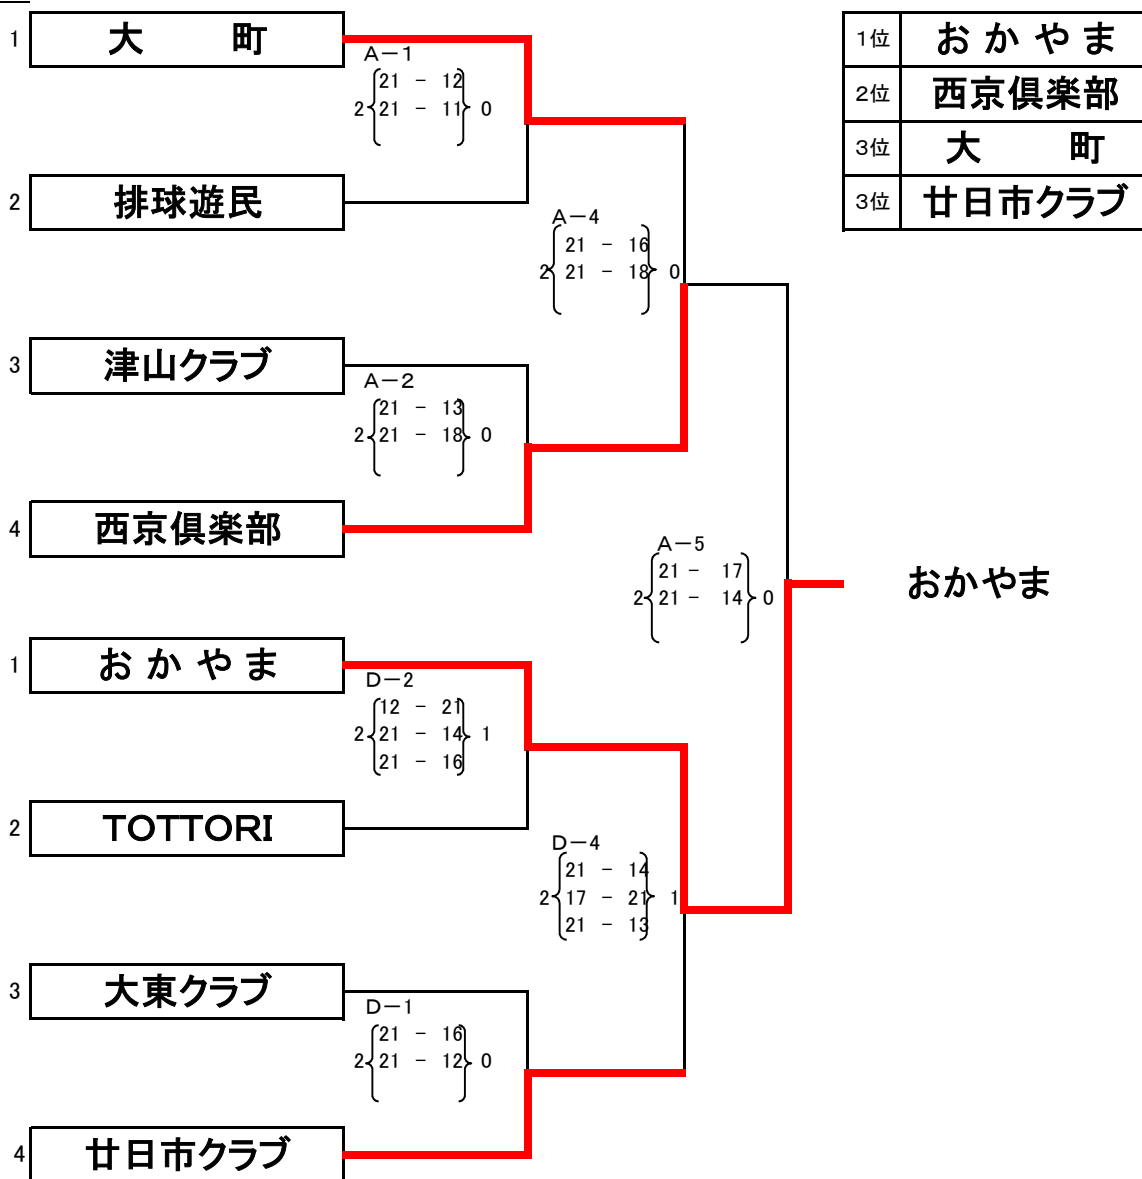 1 大 町
A－1
21 - 12
2 21 - 11 0
2 排球遊民
A－4
21 - 16
2 21 - 18 0
3 津山クラブ
A－2
21 - 13
2 21 - 18 0
4 西京倶楽部
A－5
21 - 17
2 21 - 14 0
おかやま
1 おかやま
D－2
12 - 21
2 21 - 14 1
21 - 16
2 TOTTORI
D－4
21 - 14
2 17 - 21 1
21 - 13
3 大東クラブ
D－1
21 - 16
2 21 - 12 0
4 廿日市クラブ
1位 おかやま
2位 西京倶楽部
3位 大 町
3位 廿日市クラブ